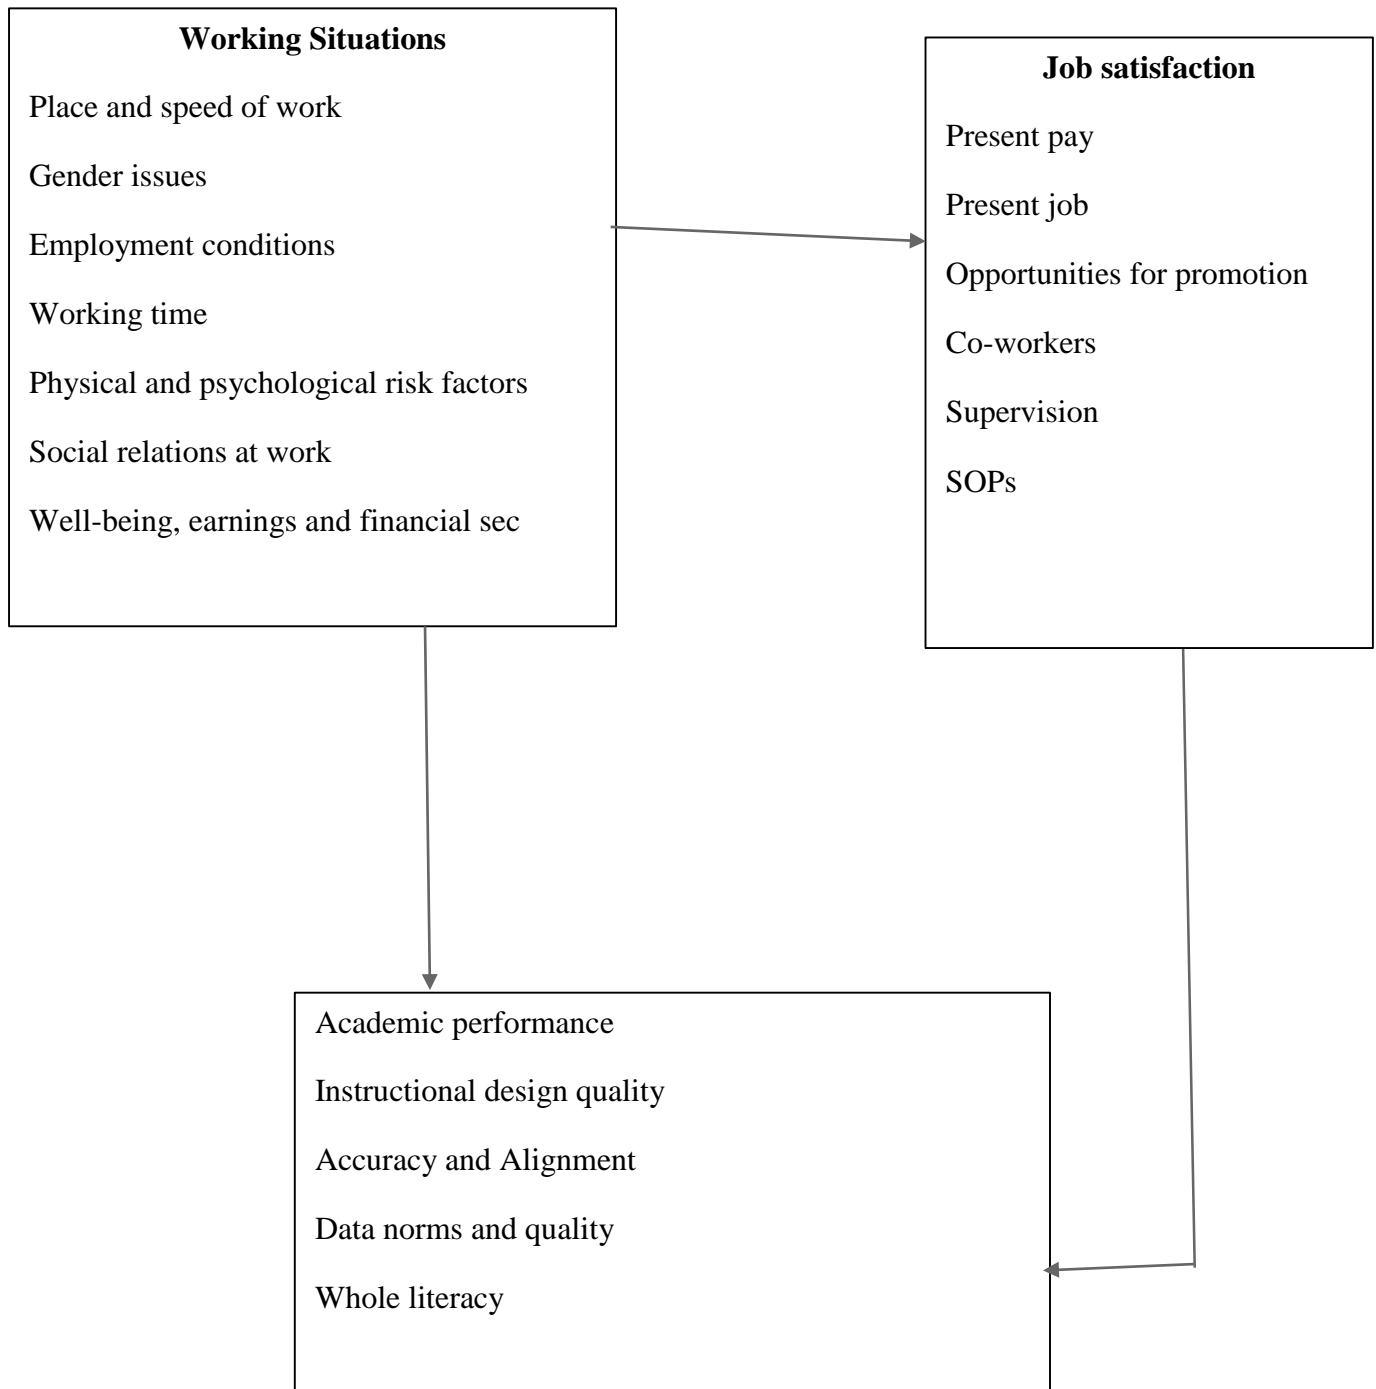 Working Situations
Place and speed of work
Gender issues
Employment conditions
Working time
Physical and psychological risk factors
Social relations at work
Well-being, earnings and financial sec
Job satisfaction
Present pay
Present job
Opportunities for promotion
Co-workers
Supervision
SOPs
Academic performance
Instructional design quality
Accuracy and Alignment
Data norms and quality
Whole literacy